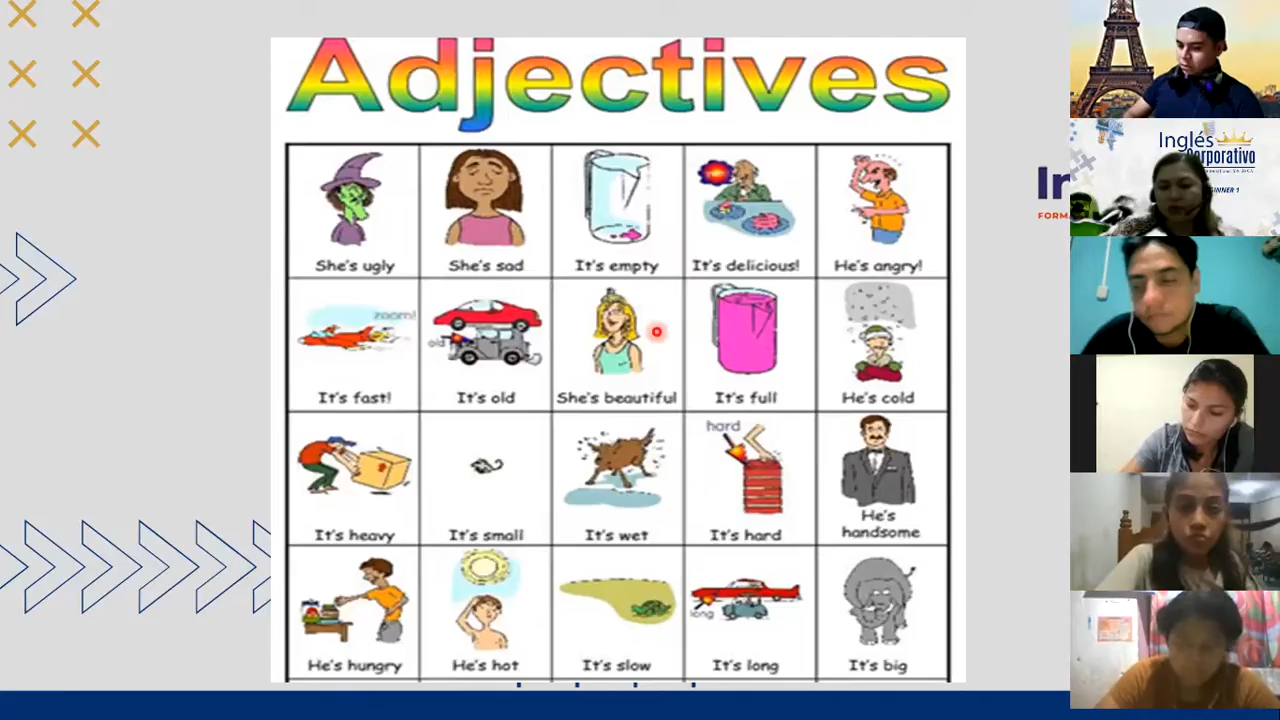 Adjectives
She's ugly
She's sad
It's empty
It's delicious!
He's angry!
zoom!
old
It's fast!
It's old
She's beautiful
It's full
He's cold
hard
It's heavy
It's small
It's wet
It's hard
He's
handsome
long
He's hungry
He's hot
It's slow
It's long
It's big
In
FORM
Inglés
Corporativo
GINNER 1